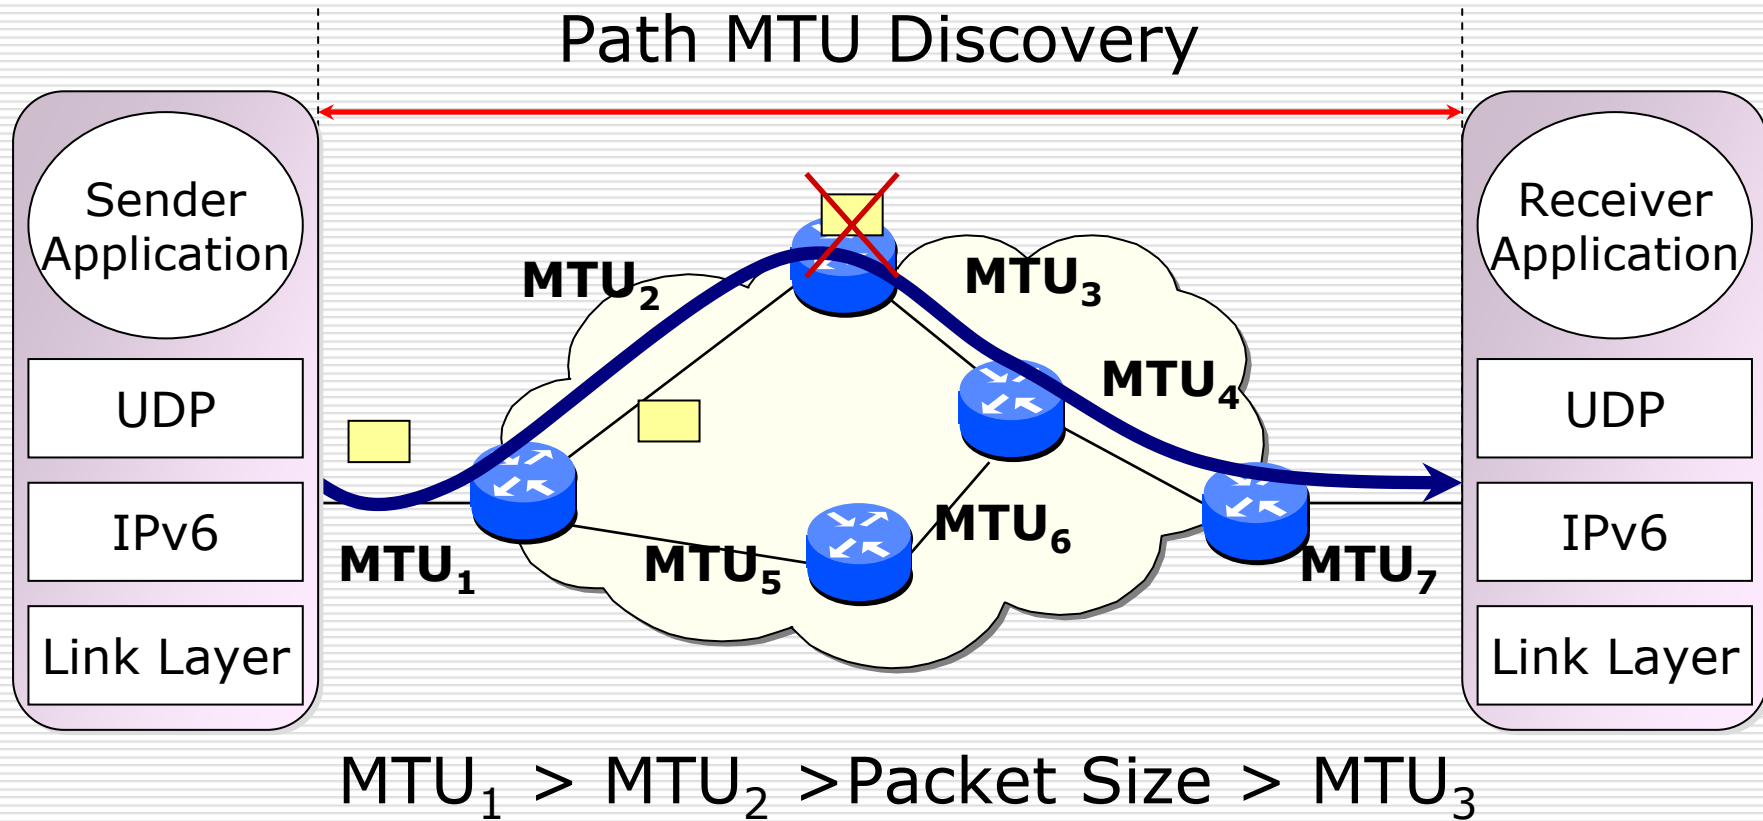 Path MTU Discovery
Sender
Application
UDP
IPv6
Link Layer
MTU₂
MTU₃
MTU₄
MTU₁
MTU₅
MTU₆
MTU₇
Receiver
Application
UDP
IPv6
Link Layer
MTU₁ > MTU₂ >Packet Size > MTU₃